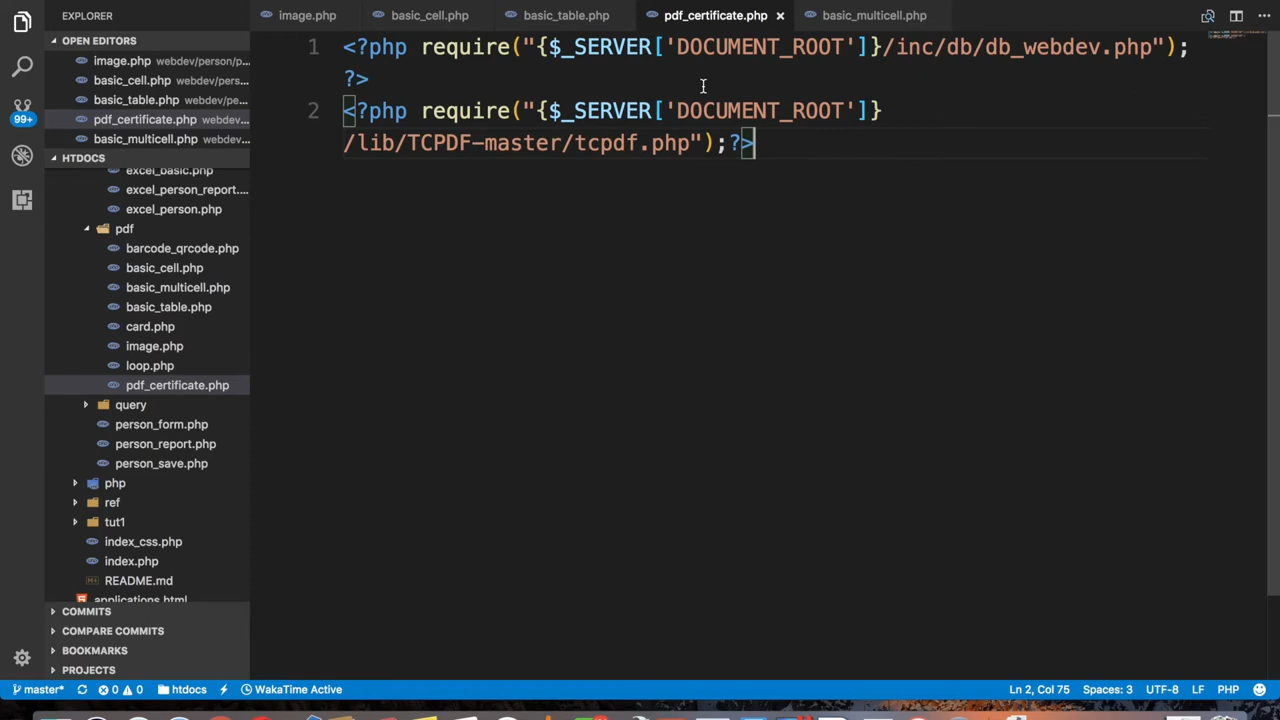 EXPLORER
image.php
basic_cell.php
basic_table.php
pdf_certificate.php ×
basic_multicell.php
OPEN EDITORS
image.php webdev/person/p...
basic_cell.php webdev/pers...
basic_table.php webdev/pe...
pdf_certificate.php webdev...
basic_multicell.php webdev...
HTDOCS
excel_basic.php
excel_person_report....
excel_person.php
pdf
barcode_qrcode.php
basic_cell.php
basic_multicell.php
basic_table.php
card.php
image.php
loop.php
pdf_certificate.php
query
person_form.php
person_report.php
person_save.php
php
ref
tut1
index_css.php
index.php
README.md
applications.html
COMMITS
COMPARE COMMITS
BOOKMARKS
PROJECTS
99+
1 <?php require("{$_SERVER['DOCUMENT_ROOT']}/inc/db/db_webdev.php");
?>
2 <?php require("{$_SERVER['DOCUMENT_ROOT']}
/lib/TCPDF-master/tcpdf.php");?>
master* 0 0 htdocs WakaTime Active Ln 2, Col 75 Spaces: 3 UTF-8 LF PHP